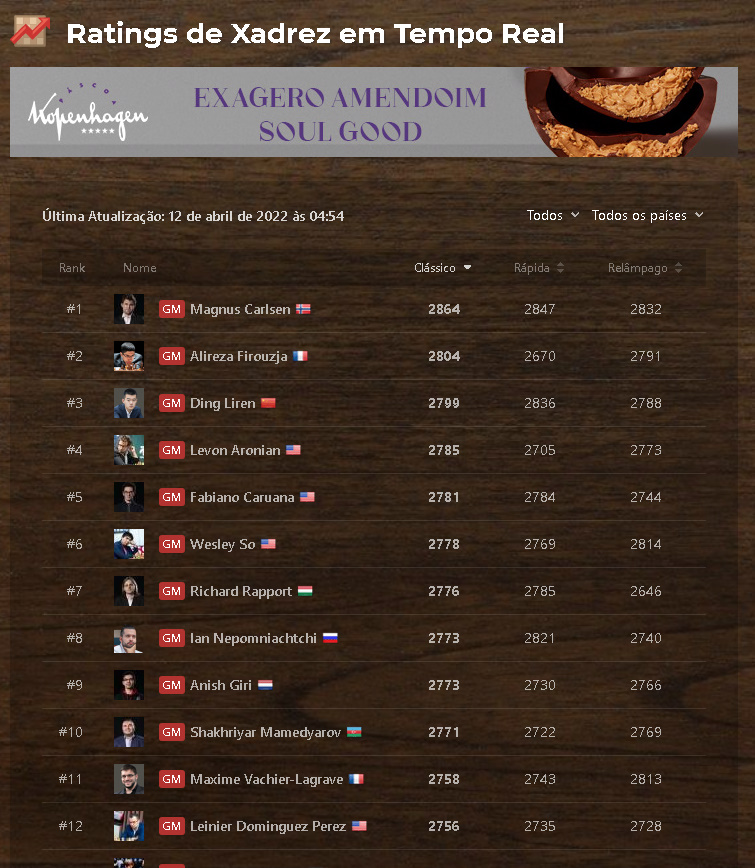 Ratings de Xadrez em Tempo Real
DISCOV
Kopenhagen
EXAGERO AMENDOIM
SOUL GOOD
Última Atualização: 12 de abril de 2022 às 04:54
Todos Todos os países
Rank Nome Clássico Rápida Relâmpago
#1 GM Magnus Carlsen 2864 2847 2832
#2 GM Alireza Firouzja 2804 2670 2791
#3 GM Ding Liren 2799 2836 2788
#4 GM Levon Aronian 2785 2705 2773
#5 GM Fabiano Caruana 2781 2784 2744
#6 GM Wesley So 2778 2769 2814
#7 GM Richard Rapport 2776 2785 2646
#8 GM Ian Nepomniachtchi 2773 2821 2740
#9 GM Anish Giri 2773 2730 2766
#10 GM Shakhriyar Mamedyarov 2771 2722 2769
#11 GM Maxime Vachier-Lagrave 2758 2743 2813
#12 GM Leinier Dominguez Perez 2756 2735 2728